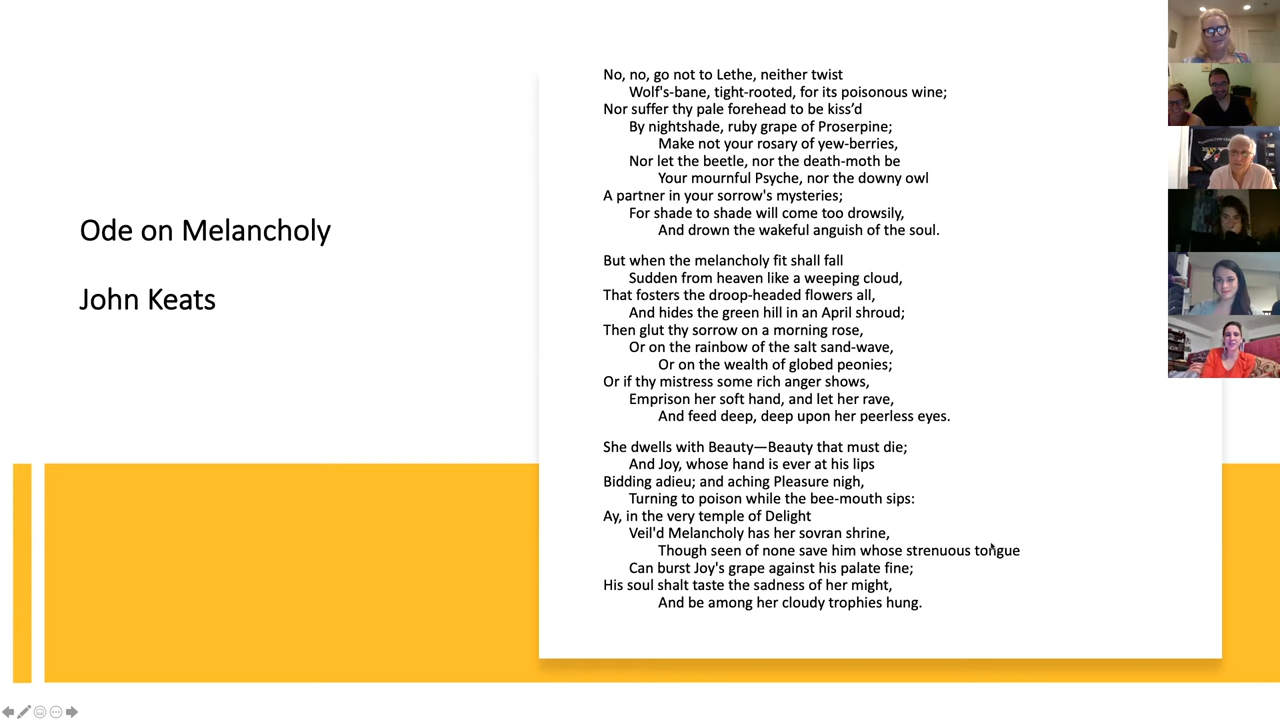 Ode on Melancholy
John Keats
No, no, go not to Lethe, neither twist
Wolf's-bane, tight-rooted, for its poisonous wine;
Nor suffer thy pale forehead to be kiss’d
By nightshade, ruby grape of Proserpine;
Make not your rosary of yew-berries,
Nor let the beetle, nor the death-moth be
Your mournful Psyche, nor the downy owl
A partner in your sorrow's mysteries;
For shade to shade will come too drowsily,
And drown the wakeful anguish of the soul.
But when the melancholy fit shall fall
Sudden from heaven like a weeping cloud,
That fosters the droop-headed flowers all,
And hides the green hill in an April shroud;
Then glut thy sorrow on a morning rose,
Or on the rainbow of the salt sand-wave,
Or on the wealth of globed peonies;
Or if thy mistress some rich anger shows,
Emprison her soft hand, and let her rave,
And feed deep, deep upon her peerless eyes.
She dwells with Beauty—Beauty that must die;
And Joy, whose hand is ever at his lips
Bidding adieu; and aching Pleasure nigh,
Turning to poison while the bee-mouth sips:
Ay, in the very temple of Delight
Veil'd Melancholy has her sovran shrine,
Though seen of none save him whose strenuous tongue
Can burst Joy's grape against his palate fine;
His soul shalt taste the sadness of her might,
And be among her cloudy trophies hung.